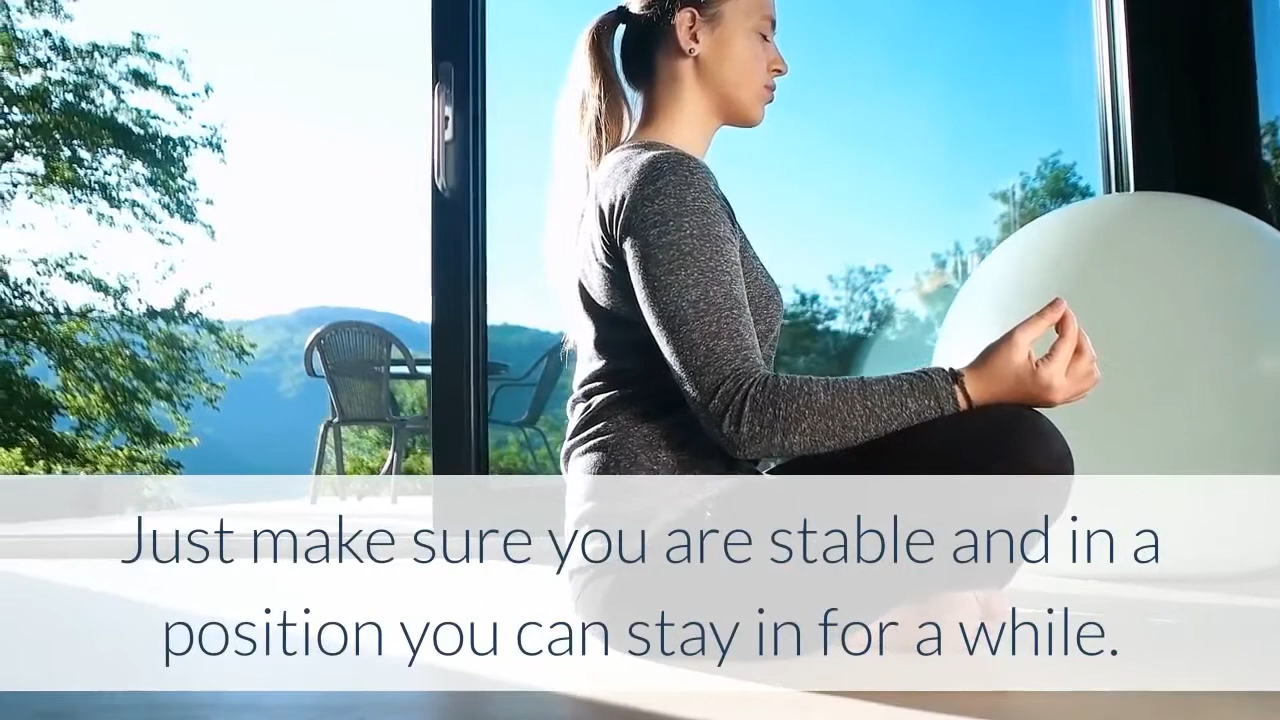 Just make sure you are stable and in a
position you can stay in for a while.